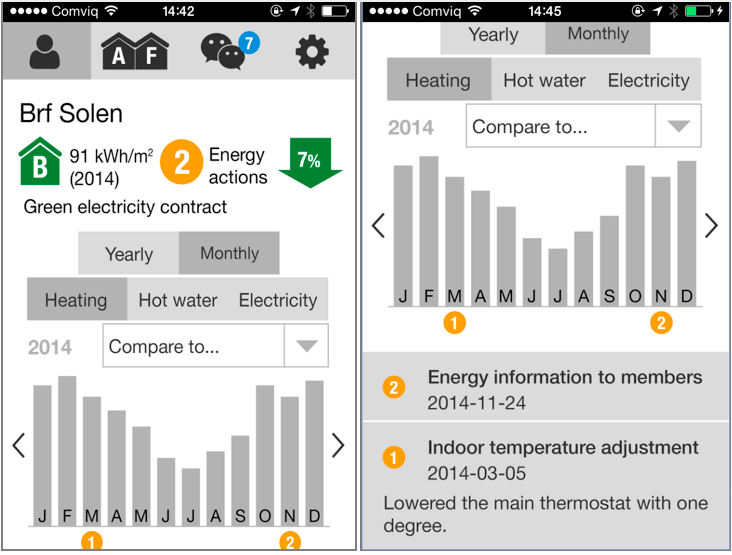 Comviq 14:42
A F 7
Brf Solen
B 91 kWh/m² 2 Energy 7%
(2014) actions
Green electricity contract
Yearly Monthly
Heating Hot water Electricity
2014 Compare to...
J F M A M J J A S O N D
1 2
Comviq 14:45
Yearly Monthly
Heating Hot water Electricity
2014 Compare to...
J F M A M J J A S O N D
1 2
2 Energy information to members
2014-11-24
1 Indoor temperature adjustment
2014-03-05
Lowered the main thermostat with one
degree.